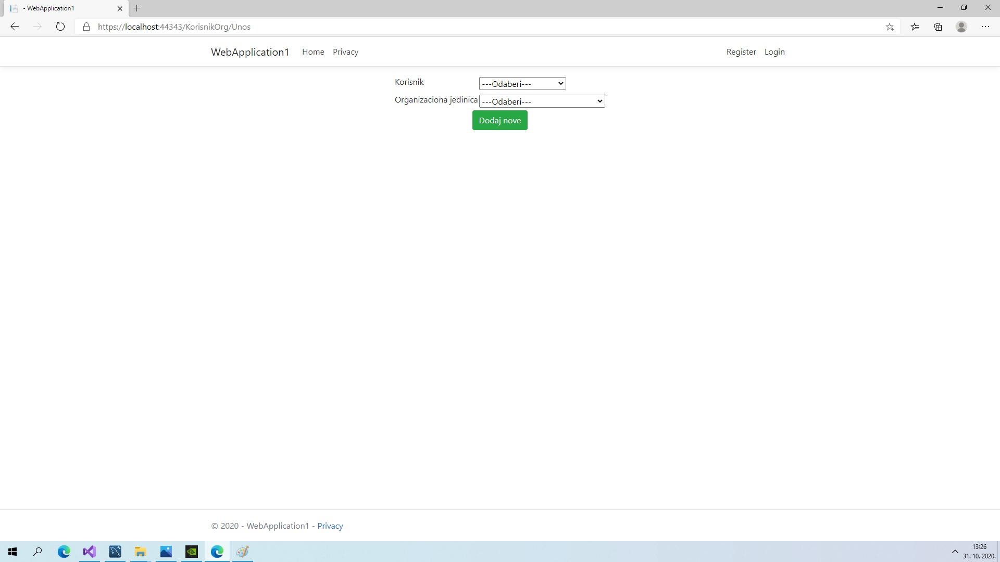 - WebApplication1
https://localhost:44343/KorisnikOrg/Unos
WebApplication1 Home Privacy Register Login
Korisnik ---Odaberi---
Organizaciona jedinica ---Odaberi---
Dodaj nove
© 2020 - WebApplication1 - Privacy
13:26
31. 10. 2020.